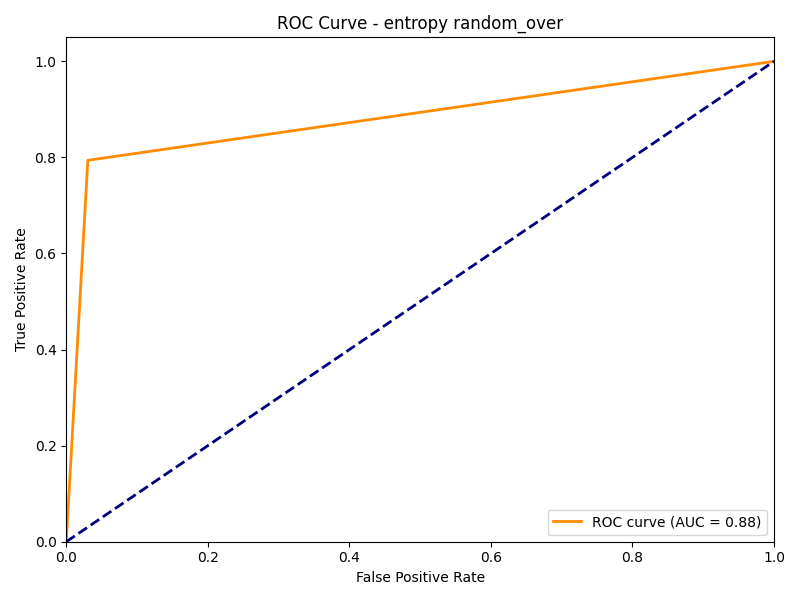 ROC Curve - entropy random_over
1.0
0.8
0.6
0.4
0.2
0.0
True Positive Rate
ROC curve (AUC = 0.88)
0.0 0.2 0.4 0.6 0.8 1.0
False Positive Rate